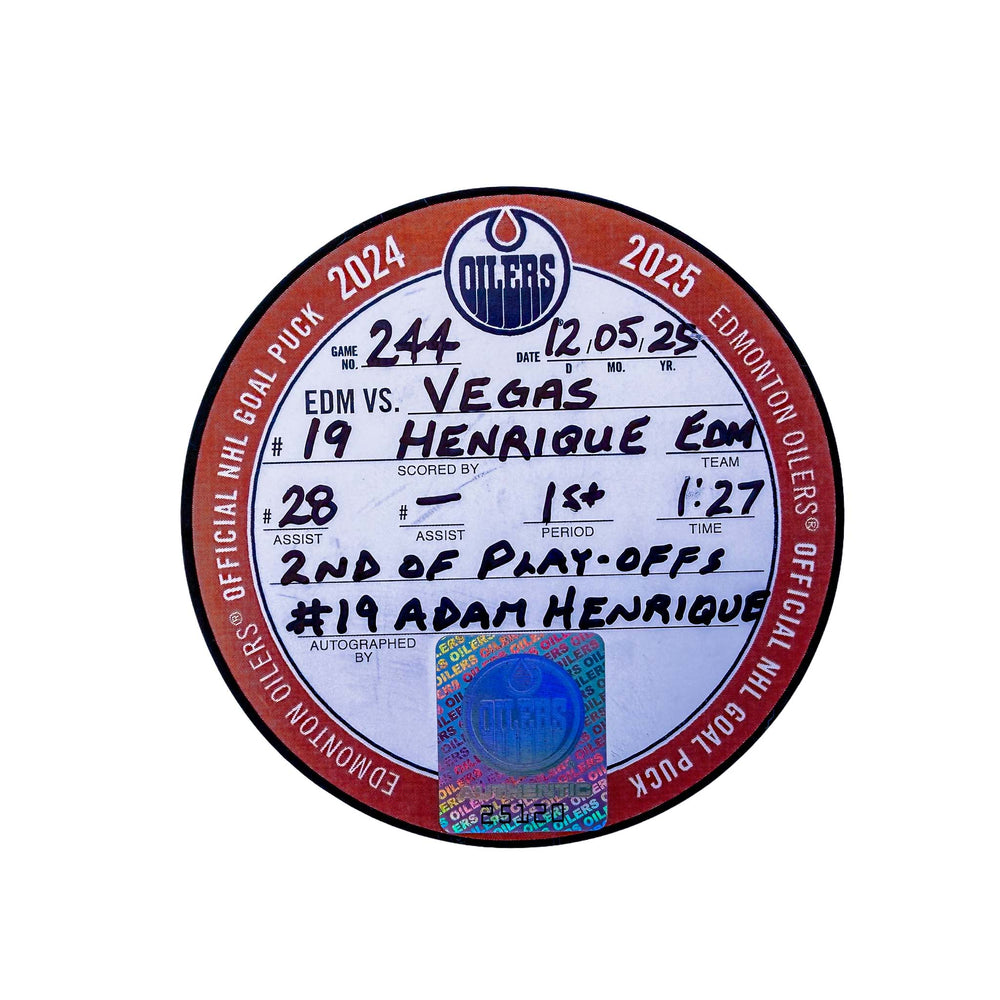 2024 2025
EDMONTON OILERS® OFFICIAL NHL GOAL PUCK
EDMONTON OILERS® OFFICIAL NHL GOAL PUCK
OILERS
GAME NO. 244 DATE 12/05/25
D MO. YR.
EDM VS. VEGAS
# 19 HENRIQUE EDM
SCORED BY TEAM
# 28 # — 1st 1:27
ASSIST ASSIST PERIOD TIME
2ND OF PLAY-OFFS
#19 ADAM HENRIQUE
AUTOGRAPHED BY
OILERS
AUTHENTIC
25120